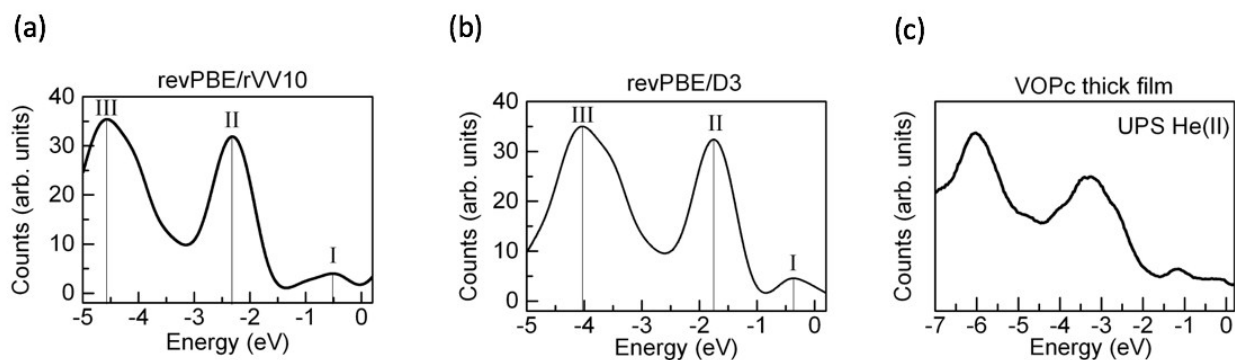 (a)
revPBE/rVV10
III
II
I
40
30
20
10
0
Counts (arb. units)
-5 -4 -3 -2 -1 0
Energy (eV)
(b)
revPBE/D3
III
II
I
40
30
20
10
0
Counts (arb. units)
-5 -4 -3 -2 -1 0
Energy (eV)
(c)
VOPc thick film
UPS He(II)
Counts (arb. units)
-7 -6 -5 -4 -3 -2 -1 0
Energy (eV)